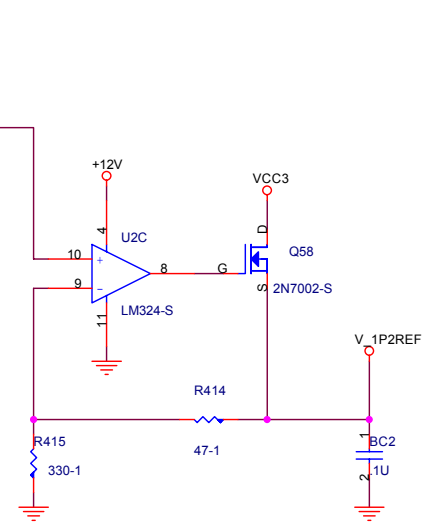 +12V
VCC3
4
D
U2C
10
+
Q58
8
G
9
-
S
2N7002-S
LM324-S
11
V_1P2REF
R414
R415
1
BC2
47-1
330-1
2
.1U